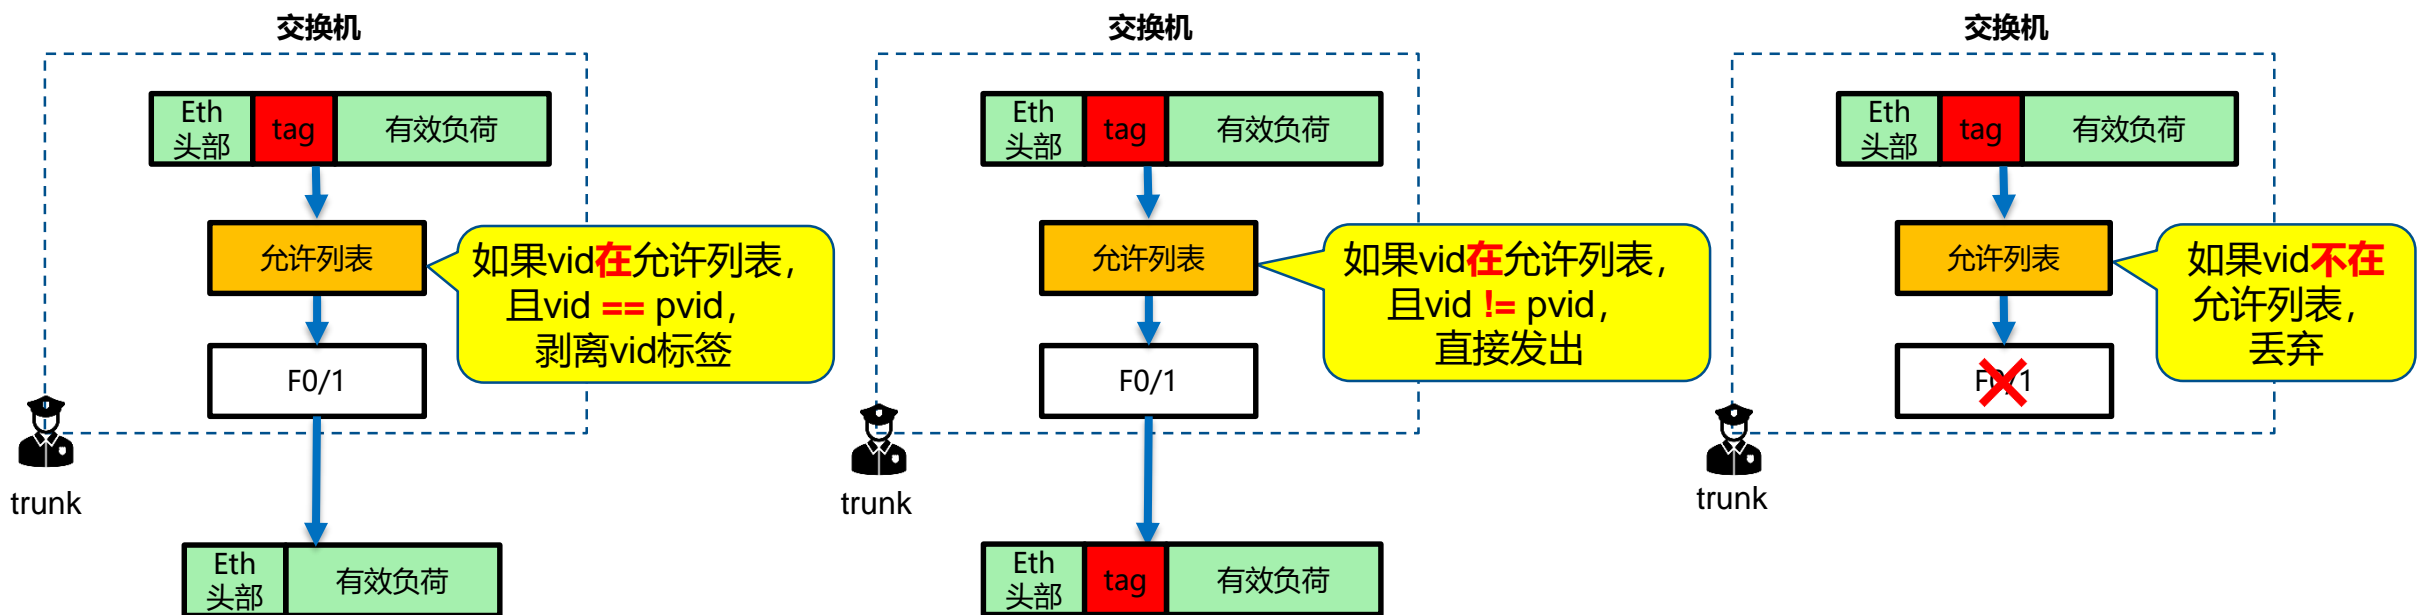 交换机
Eth
头部
tag
有效负荷
允许列表
如果vid在允许列表，
且vid == pvid，
剥离vid标签
F0/1
trunk
Eth
头部
有效负荷
交换机
Eth
头部
tag
有效负荷
允许列表
如果vid在允许列表，
且vid != pvid，
直接发出
F0/1
trunk
Eth
头部
tag
有效负荷
交换机
Eth
头部
tag
有效负荷
允许列表
如果vid不在
允许列表，
丢弃
F0/1
trunk